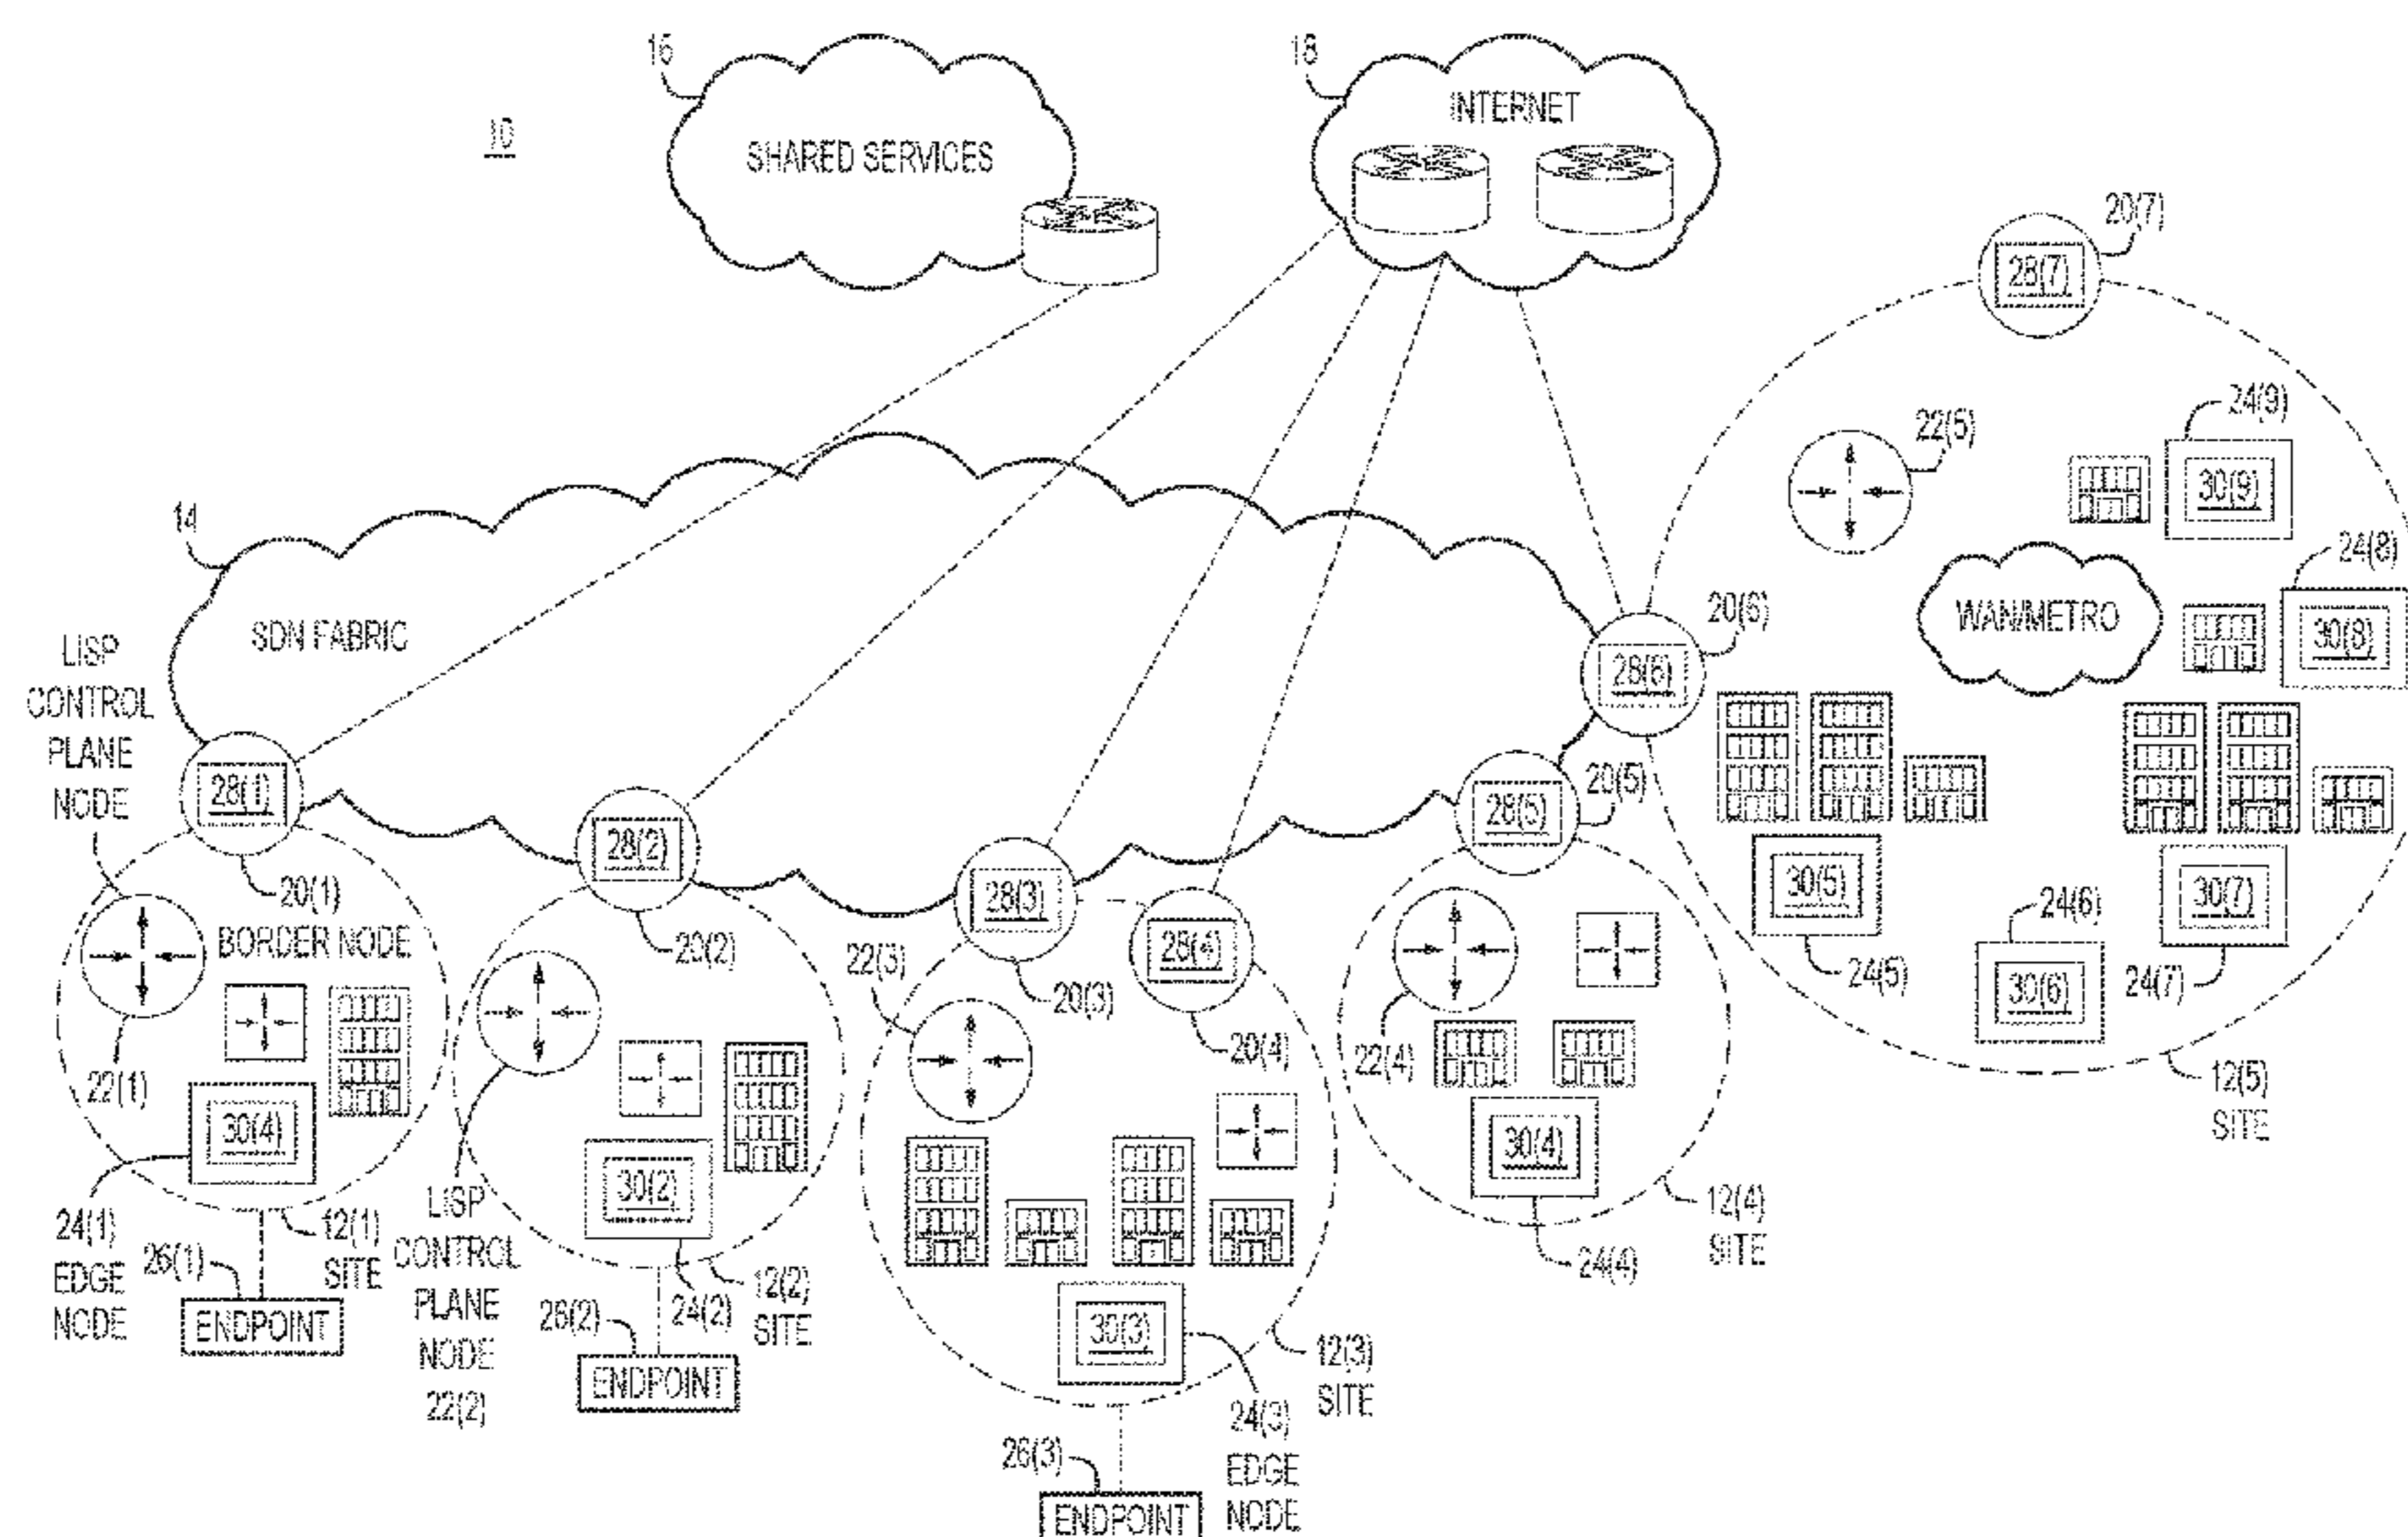 10
16
SHARED SERVICES
18
INTERNET
20(7)
28(7)
22(5)
24(9)
30(9)
24(8)
30(8)
WAN/METRO
14
SDN FABRIC
20(6)
28(6)
LISP
CONTROL
PLANE
NODE
28(1)
20(1)
BORDER NODE
22(1)
30(4)
24(1)
EDGE
NODE
12(1)
SITE
26(1)
ENDPOINT
28(2)
20(2)
30(2)
LISP
CONTROL
PLANE
NODE
22(2)
24(2)
12(2)
SITE
26(2)
ENDPOINT
28(3)
20(3)
28(4)
20(4)
22(3)
30(3)
12(3)
SITE
24(3)
EDGE
NODE
26(3)
ENDPOINT
28(5)
20(5)
22(4)
30(4)
24(4)
12(4)
SITE
30(5)
24(5)
24(6)
30(6)
30(7)
24(7)
12(5)
SITE